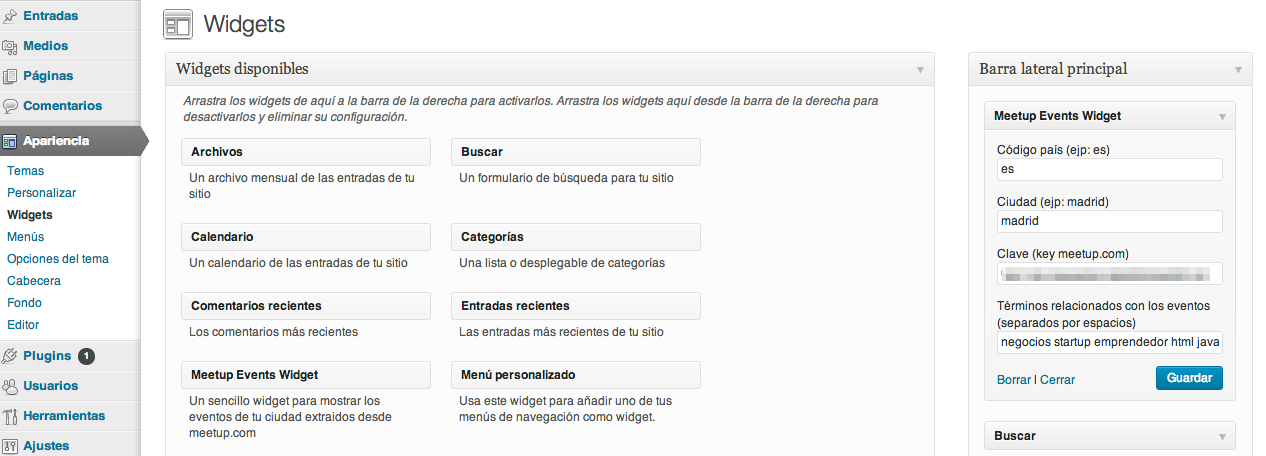 Entradas
Medios
Páginas
Comentarios
Apariencia
Temas
Personalizar
Widgets
Menús
Opciones del tema
Cabecera
Fondo
Editor
Plugins 1
Usuarios
Herramientas
Ajustes
Widgets
Widgets disponibles
Arrastra los widgets de aquí a la barra de la derecha para activarlos. Arrastra los widgets aquí desde la barra de la derecha para
desactivarlos y eliminar su configuración.
Archivos
Un archivo mensual de las entradas de tu
sitio
Buscar
Un formulario de búsqueda para tu sitio
Calendario
Un calendario de las entradas de tu sitio
Categorías
Una lista o desplegable de categorías
Comentarios recientes
Los comentarios más recientes
Entradas recientes
Las entradas más recientes de tu sitio
Meetup Events Widget
Un sencillo widget para mostrar los
eventos de tu ciudad extraidos desde
meetup.com
Menú personalizado
Usa este widget para añadir uno de tus
menús de navegación como widget.
Barra lateral principal
Meetup Events Widget
Código país (ejp: es)
es
Ciudad (ejp: madrid)
madrid
Clave (key meetup.com)
Términos relacionados con los eventos
(separados por espacios)
negocios startup emprendedor html java
Borrar | Cerrar
Guardar
Buscar